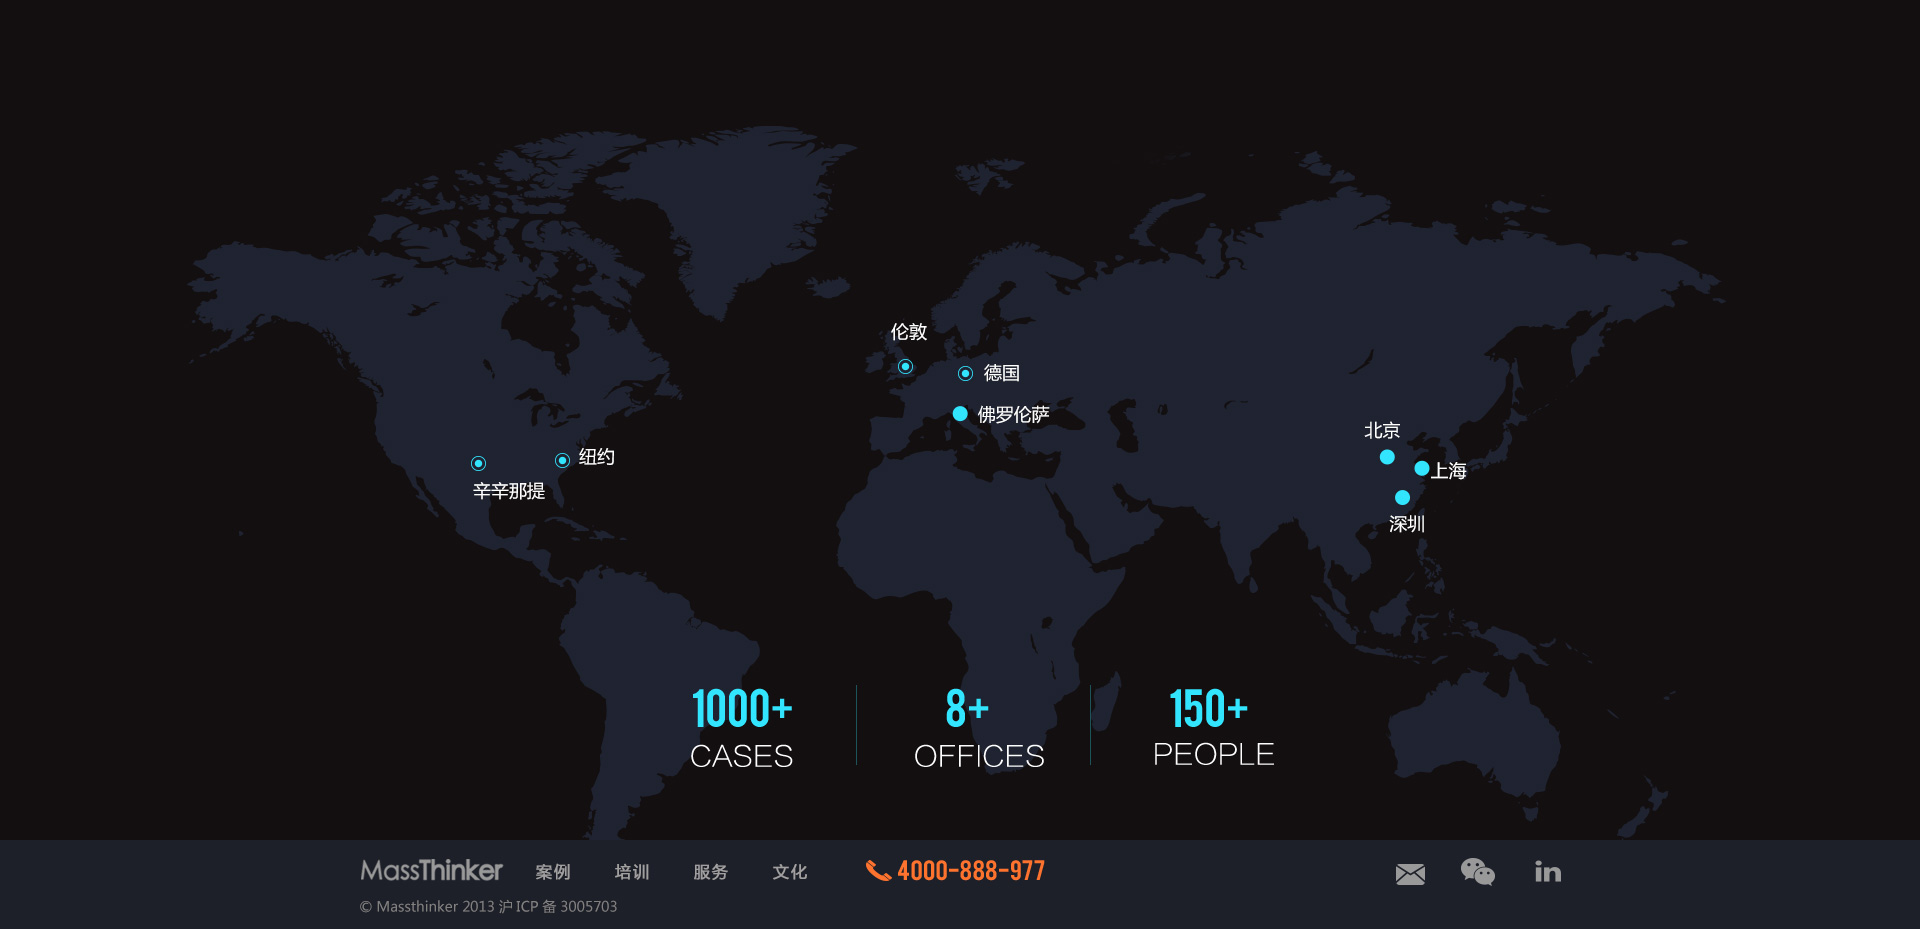 伦敦
德国
佛罗伦萨
北京
纽约
上海
辛辛那提
深圳
1000+
CASES
8+
OFFICES
150+
PEOPLE
MassThinker 案例 培训 服务 文化 4000-888-977 in
© Massthinker 2013 沪 ICP 备 3005703